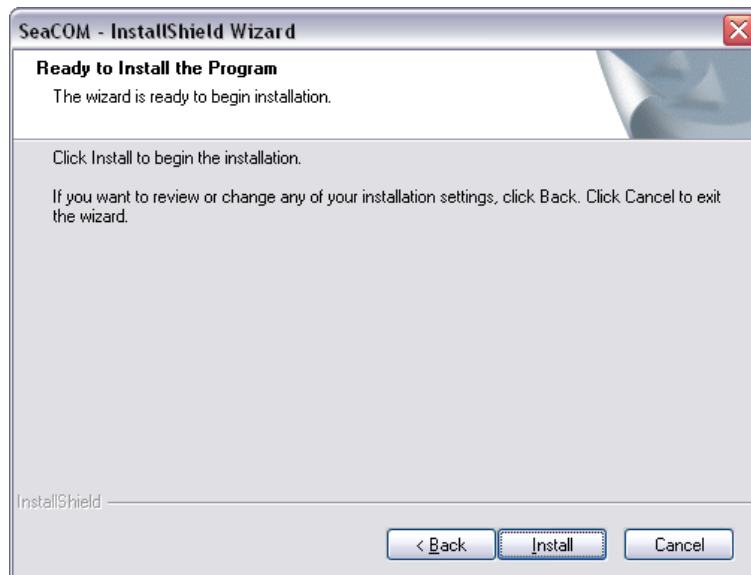 SeaCOM - InstallShield Wizard
Ready to Install the Program
The wizard is ready to begin installation.
Click Install to begin the installation.
If you want to review or change any of your installation settings, click Back. Click Cancel to exit
the wizard.
InstallShield
< Back Install Cancel